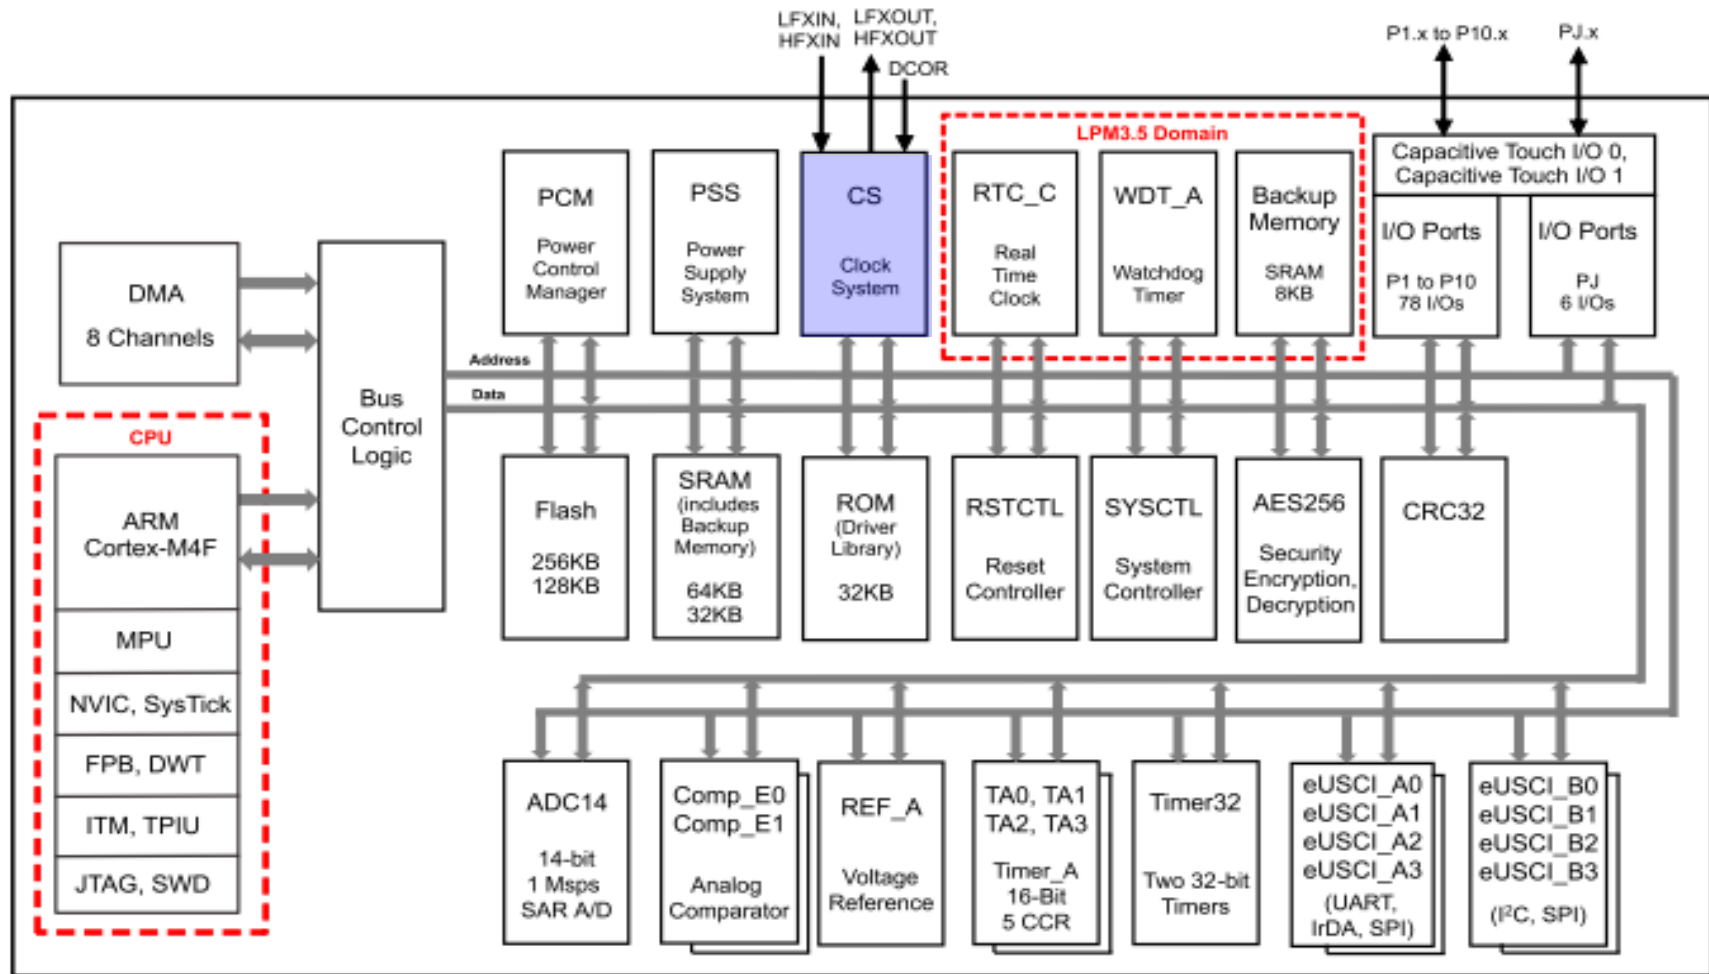 LFXIN,
HFXIN
LFXOUT,
HFXOUT
DCOR
P1.x to P10.x
PJ.x
LPM3.5 Domain
Capacitive Touch I/O 0,
Capacitive Touch I/O 1
PCM
Power
Control
Manager
PSS
Power
Supply
System
CS
Clock
System
RTC_C
Real
Time
Clock
WDT_A
Watchdog
Timer
Backup
Memory
SRAM
8KB
I/O Ports
P1 to P10
78 I/Os
I/O Ports
PJ
6 I/Os
DMA
8 Channels
Bus
Control
Logic
Address
Data
CPU
ARM
Cortex-M4F
MPU
NVIC, SysTick
FPB, DWT
ITM, TPIU
JTAG, SWD
Flash
256KB
128KB
SRAM
(includes
Backup
Memory)
64KB
32KB
ROM
(Driver
Library)
32KB
RSTCTL
Reset
Controller
SYSCTL
System
Controller
AES256
Security
Encryption,
Decryption
CRC32
ADC14
14-bit
1 Msps
SAR A/D
Comp_E0
Comp_E1
Analog
Comparator
REF_A
Voltage
Reference
TA0, TA1
TA2, TA3
Timer_A
16-Bit
5 CCR
Timer32
Two 32-bit
Timers
eUSCI_A0
eUSCI_A1
eUSCI_A2
eUSCI_A3
(UART,
IrDA, SPI)
eUSCI_B0
eUSCI_B1
eUSCI_B2
eUSCI_B3
(I²C, SPI)